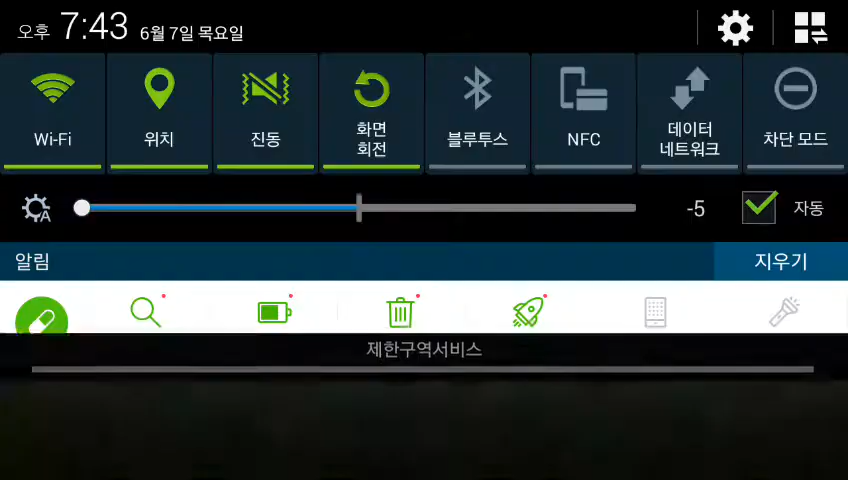 오후 7:43 6월 7일 목요일
Wi-Fi
위치
진동
화면
회전
블루투스
NFC
데이터
네트워크
차단 모드
A
-5
자동
알림
지우기
제한구역서비스